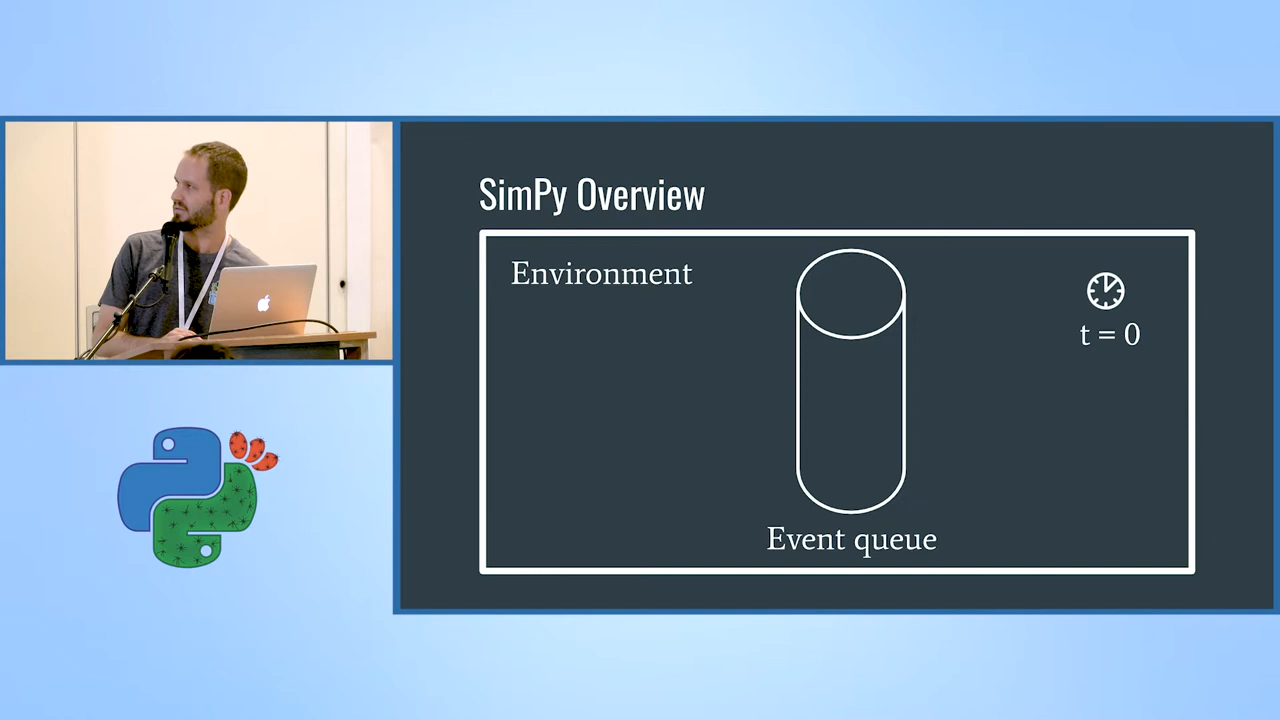 SimPy Overview
Environment
t = 0
Event queue